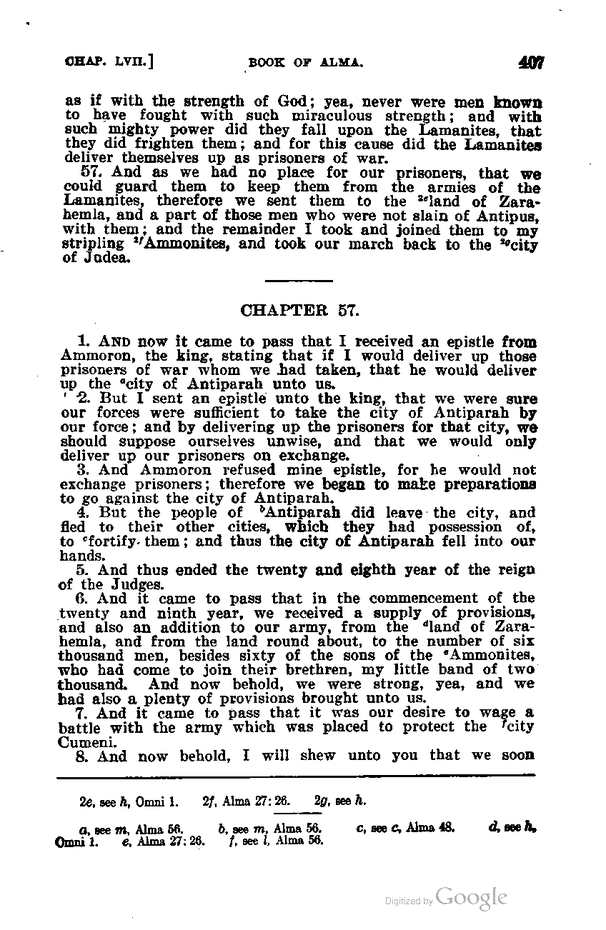 CHAP. LVII.] BOOK OF ALMA. 407
as if with the strength of God; yea, never were men known
to have fought with such miraculous strength; and with
such mighty power did they fall upon the Lamanites, that
they did frighten them; and for this cause did the Lamanites
deliver themselves up as prisoners of war.
57. And as we had no place for our prisoners, that we
could guard them to keep them from the armies of the
Lamanites, therefore we sent them to the 2eland of Zara-
hemla, and a part of those men who were not slain of Antipus,
with them; and the remainder I took and joined them to my
stripling 2fAmmonites, and took our march back to the 2gcity
of Judea.
CHAPTER 57.
1. AND now it came to pass that I received an epistle from
Ammoron, the king, stating that if I would deliver up those
prisoners of war whom we had taken, that he would deliver
up the acity of Antiparah unto us.
2. But I sent an epistle unto the king, that we were sure
our forces were sufficient to take the city of Antiparah by
our force; and by delivering up the prisoners for that city, we
should suppose ourselves unwise, and that we would only
deliver up our prisoners on exchange.
3. And Ammoron refused mine epistle, for he would not
exchange prisoners; therefore we began to make preparations
to go against the city of Antiparah.
4. But the people of bAntiparah did leave the city, and
fled to their other cities, which they had possession of,
to cfortify them; and thus the city of Antiparah fell into our
hands.
5. And thus ended the twenty and eighth year of the reign
of the Judges.
6. And it came to pass that in the commencement of the
twenty and ninth year, we received a supply of provisions,
and also an addition to our army, from the dland of Zara-
hemla, and from the land round about, to the number of six
thousand men, besides sixty of the sons of the eAmmonites,
who had come to join their brethren, my little band of two
thousand. And now behold, we were strong, yea, and we
had also a plenty of provisions brought unto us.
7. And it came to pass that it was our desire to wage a
battle with the army which was placed to protect the fcity
Cumeni.
8. And now behold, I will shew unto you that we soon
2e, see h, Omni 1. 2f, Alma 27:26. 2g, see h.
a, see m, Alma 56. b, see m, Alma 56. c, see c, Alma 48. d, see h,
Omni 1. e, Alma 27:26. f, see l, Alma 56.
Digitized by Google